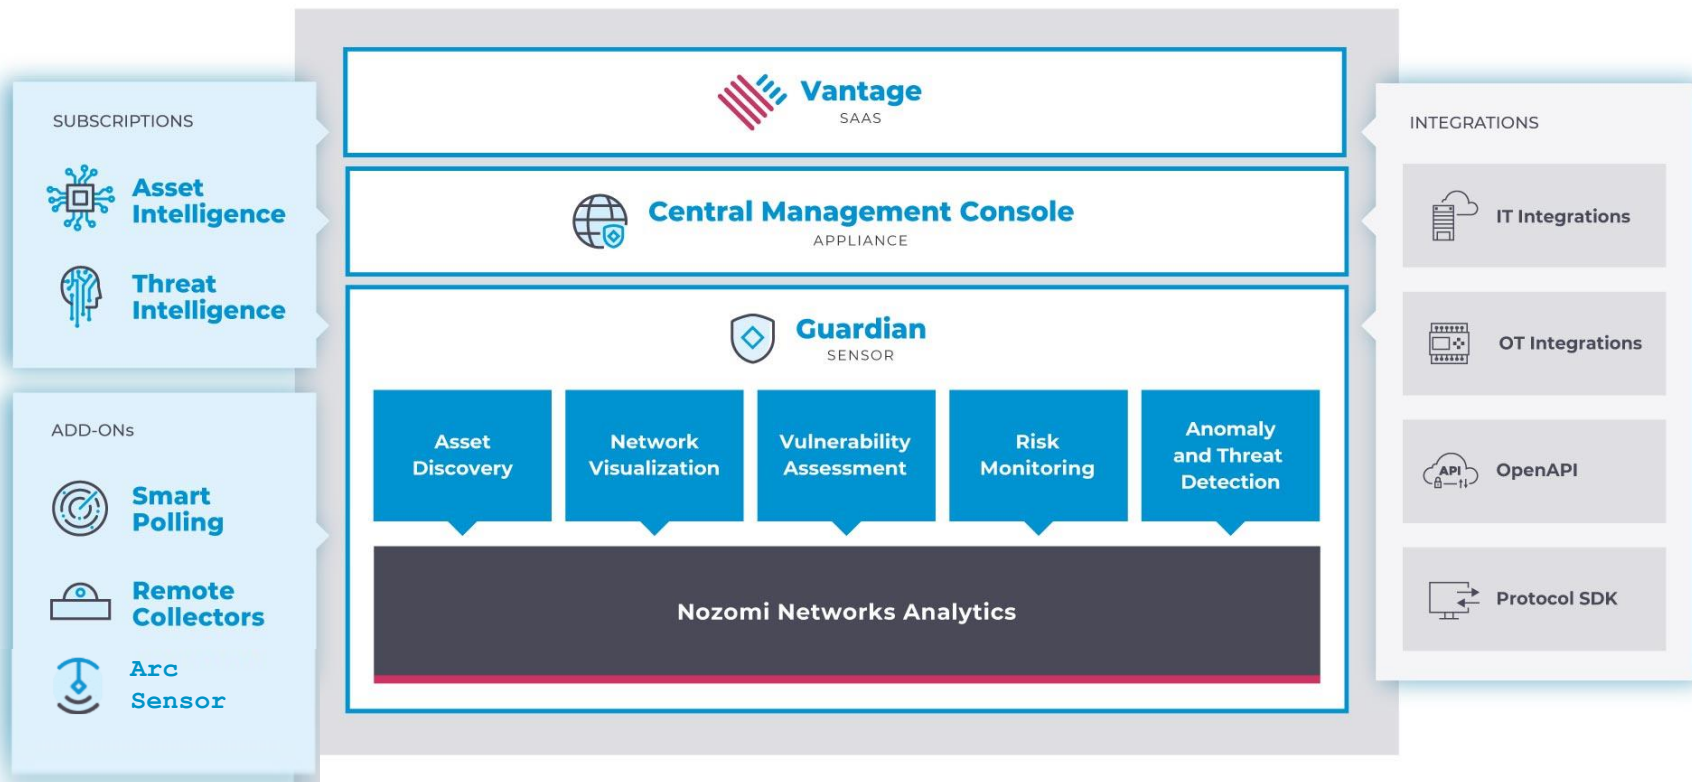 Vantage
SAAS
SUBSCRIPTIONS
Asset
Intelligence
Threat
Intelligence
Central Management Console
APPLIANCE
Guardian
SENSOR
Asset
Discovery
Network
Visualization
Vulnerability
Assessment
Risk
Monitoring
Anomaly
and Threat
Detection
Nozomi Networks Analytics
ADD-ONs
Smart
Polling
Remote
Collectors
Arc
Sensor
INTEGRATIONS
IT Integrations
OT Integrations
API
OpenAPI
Protocol SDK